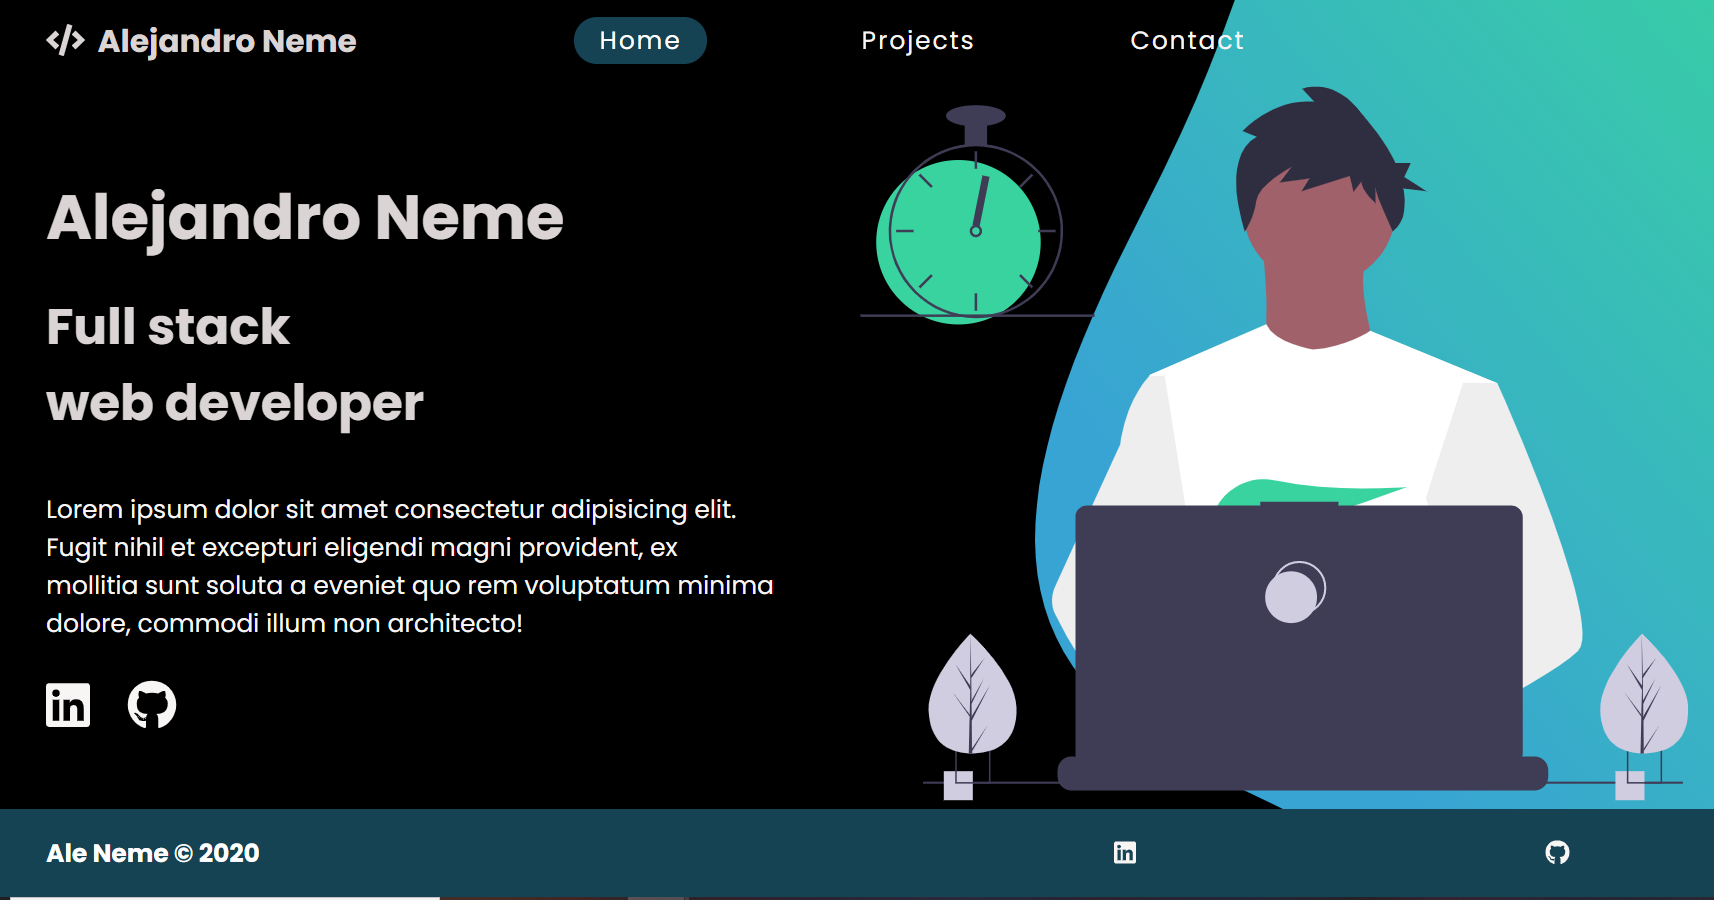 Alejandro Neme
Home
Projects
Contact
Alejandro Neme
Full stack
web developer
Lorem ipsum dolor sit amet consectetur adipisicing elit.
Fugit nihil et excepturi eligendi magni provident, ex
mollitia sunt soluta a eveniet quo rem voluptatum minima
dolore, commodi illum non architecto!
Ale Neme © 2020